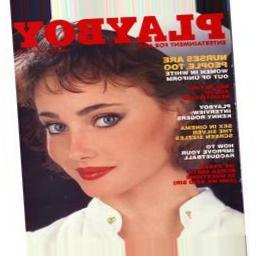 PLAYBOY
ENTERTAINMENT FOR
NURSES ARE
PEOPLE TOO
WOMEN IN WHITE
OUT OF UNIFORM
PLAYBOY
INTERVIEW:
KENNY ROGERS
SEX IN CINEMA
THE SILVER
SCREEN SIZZLES
HOW TO
IMPROVE YOUR
RACQUETBALL